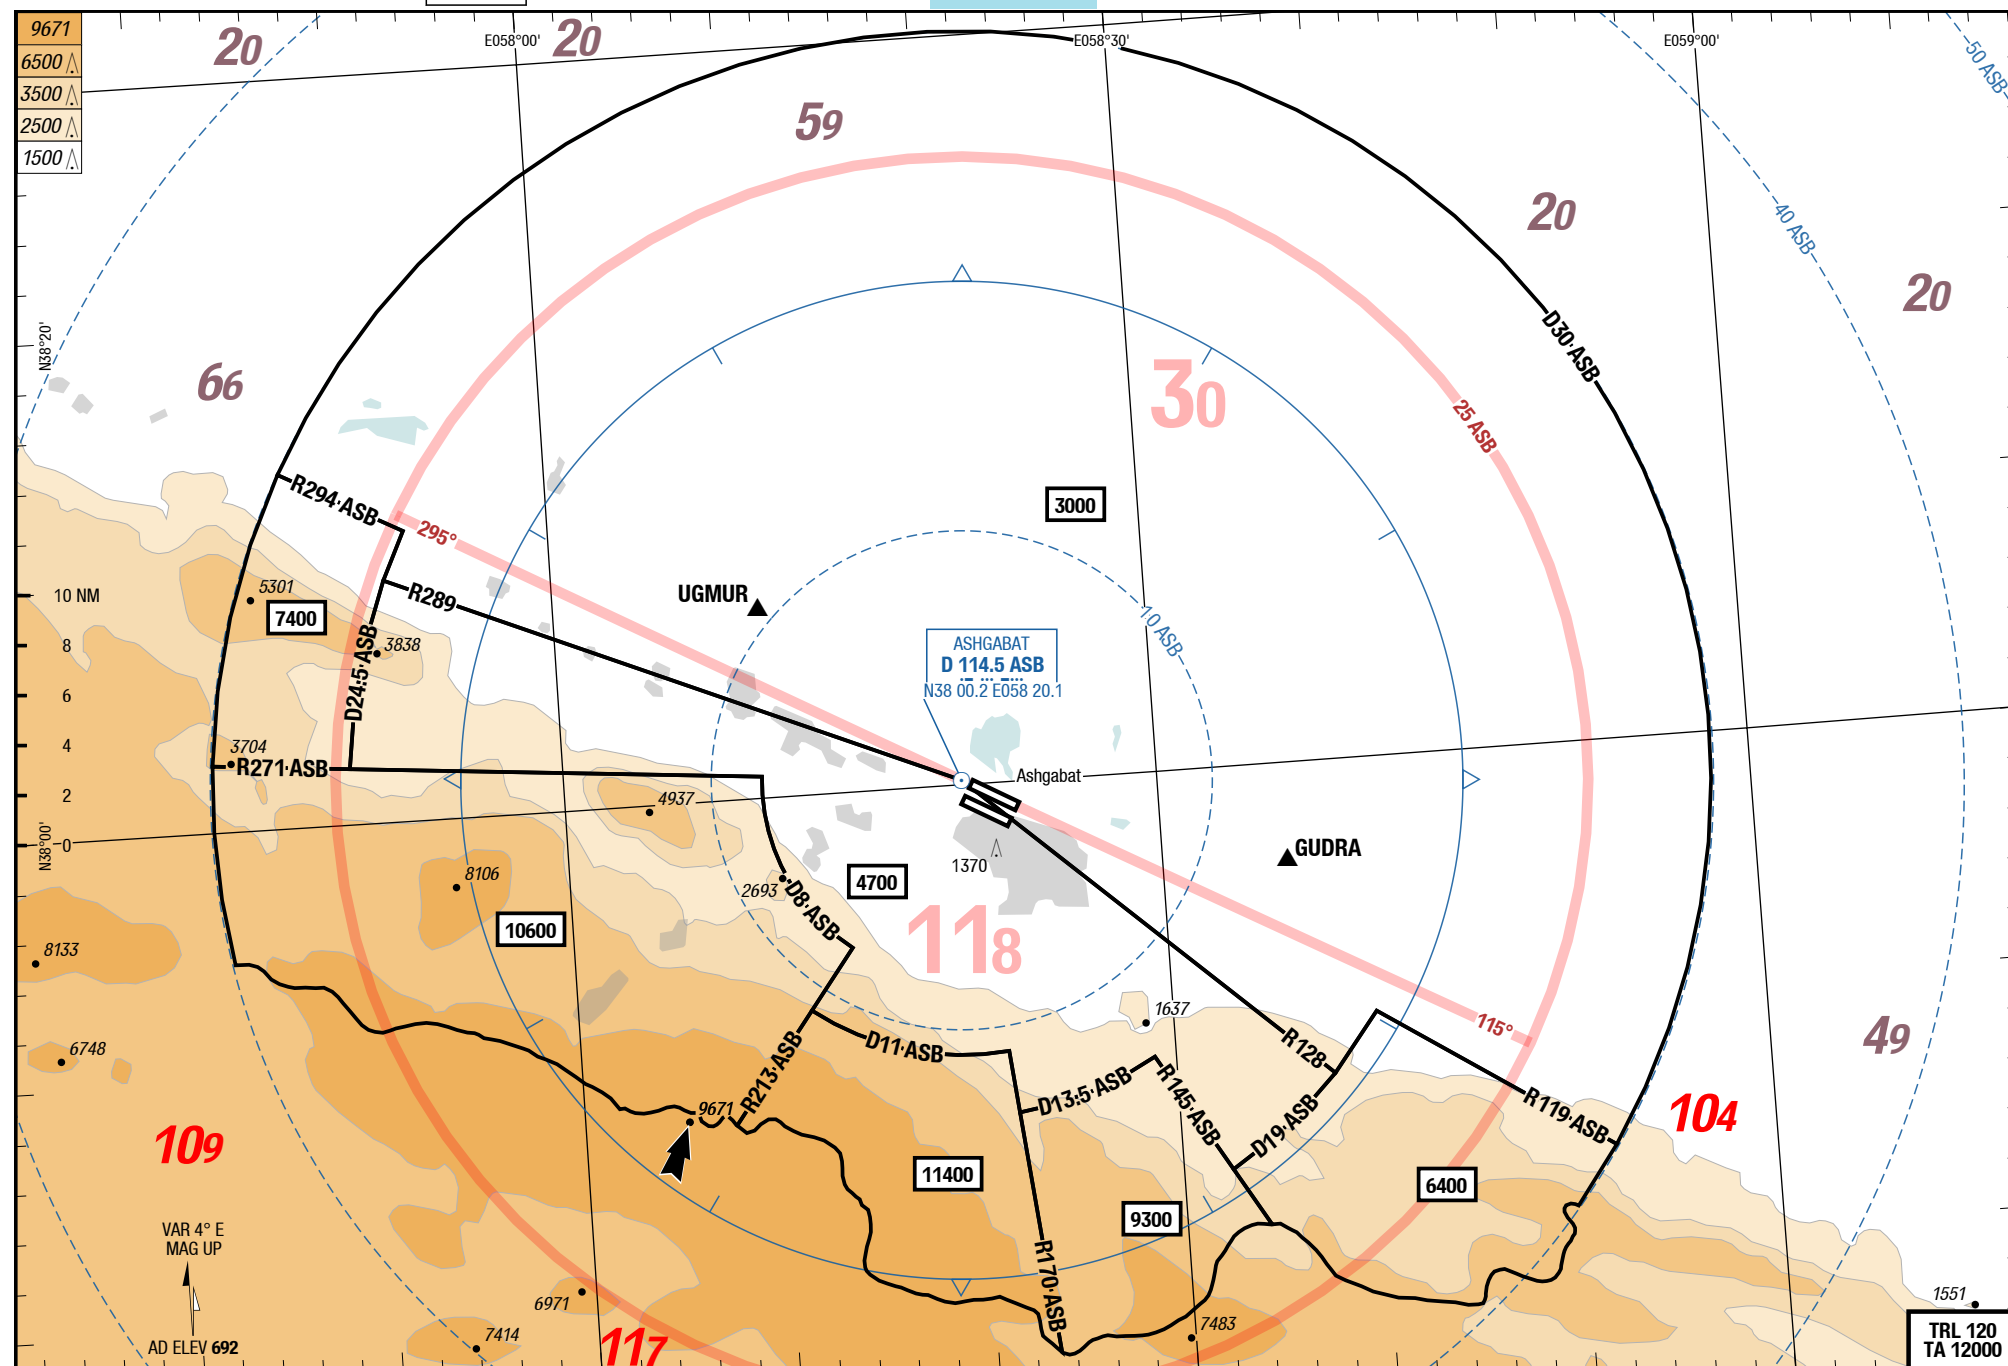 9671
6500
3500
2500
1500
20
20
E058°00'
E058°30'
E059°00'
50 ASB
59
20
40 ASB
20
N38°20'
D30 ASB
66
30
25 ASB
R294 ASB
295°
3000
5301
10 NM
7400
R289
UGMUR
10 ASB
8
3838
ASHGABAT
D 114.5 ASB
N38 00.2 E058 20.1
6
D24.5 ASB
4
3704
R271 ASB
Ashgabat
2
4937
N38°00'
0
GUDRA
1370
8106
2693
4700
D8 ASB
10600
118
8133
1637
115°
49
6748
D11 ASB
R128
R213 ASB
D13.5 ASB
R145 ASB
R119 ASB
9671
D19 ASB
104
109
11400
6400
9300
VAR 4° E
MAG UP
R170 ASB
6971
1551
7483
7414
117
AD ELEV 692
TRL 120
TA 12000